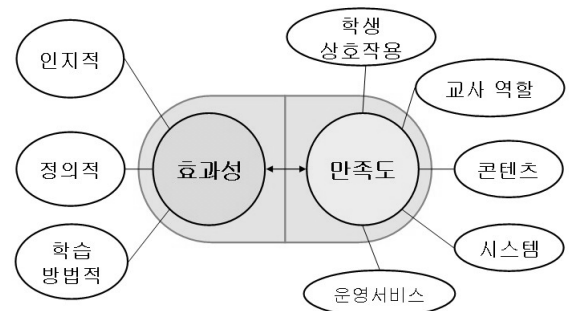 인지적
정의적
학습
방법적
효과성
만족도
학생
상호작용
교사 역할
콘텐츠
시스템
운영서비스